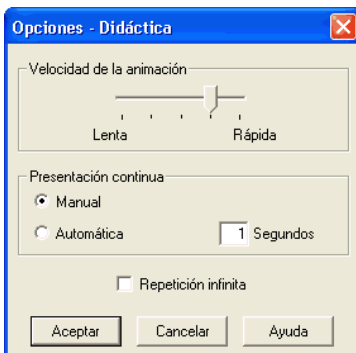 Opciones - Didáctica
Velocidad de la animación
Lenta Rápida
Presentación continua
Manual
Automática 1 Segundos
Repetición infinita
Aceptar Cancelar Ayuda